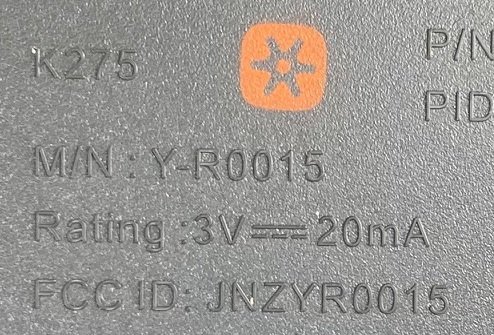 K275
P/N
PID
M/N : Y-R0015
Rating :3V⎓20mA
FCC ID: JNZYR0015